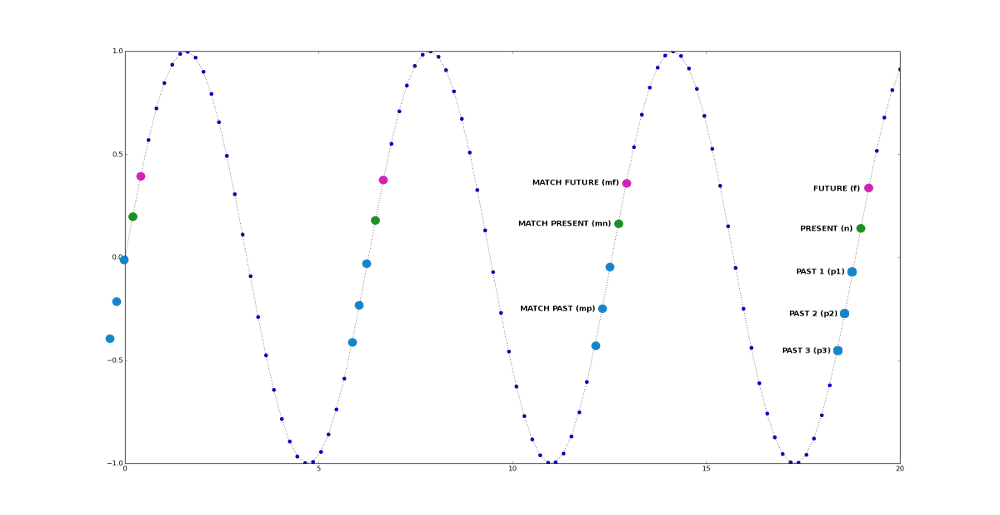 1.0
0.5
0.0
−0.5
−1.0
0
5
10
15
20
MATCH FUTURE (mf)
MATCH PRESENT (mn)
MATCH PAST (mp)
FUTURE (f)
PRESENT (n)
PAST 1 (p1)
PAST 2 (p2)
PAST 3 (p3)